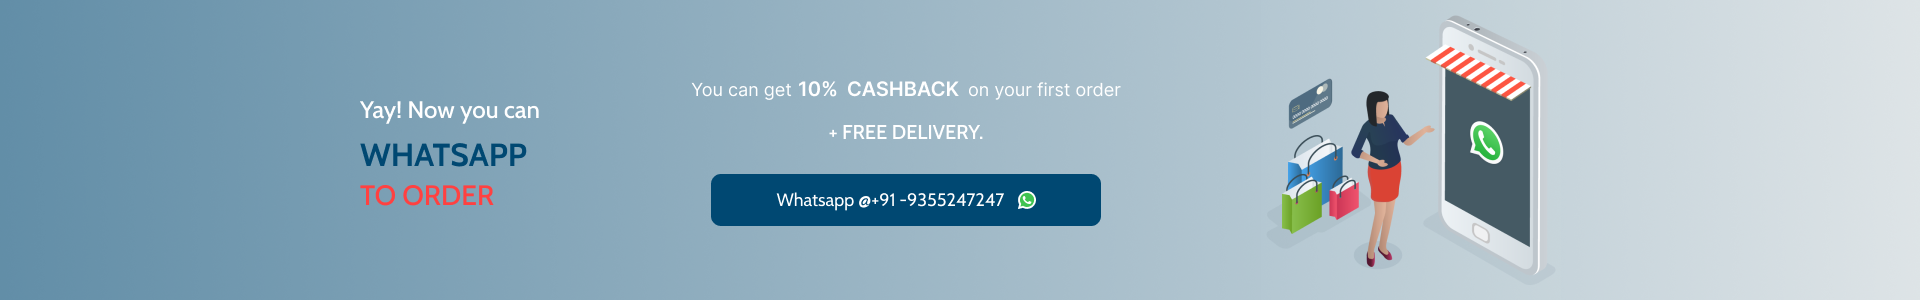 Yay! Now you can
WHATSAPP
TO ORDER
You can get 10% CASHBACK on your first order
+ FREE DELIVERY.
Whatsapp @+91 -9355247247